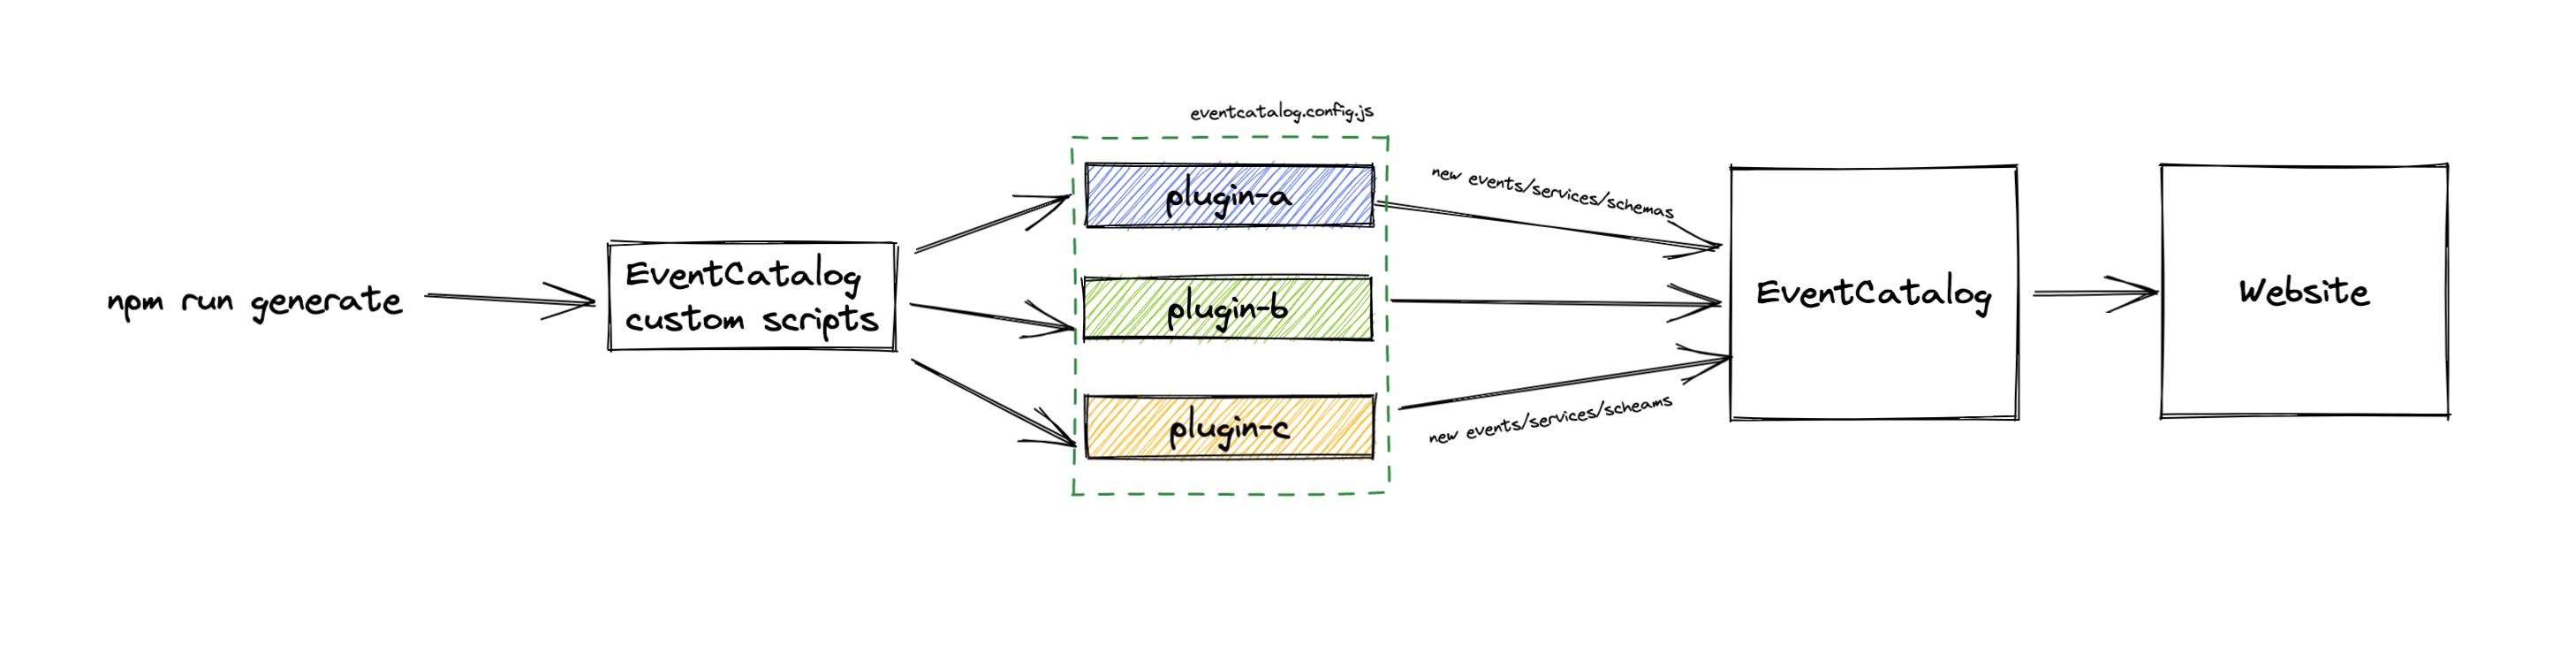 eventcatalog.config.js
npm run generate
EventCatalog
custom scripts
plugin-a
plugin-b
plugin-c
new events/services/schemas
new events/services/scheams
EventCatalog
Website